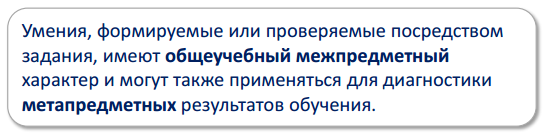 Умения, формируемые или проверяемые посредством
задания, имеют общеучебный межпредметный
характер и могут также применяться для диагностики
метапредметных результатов обучения.